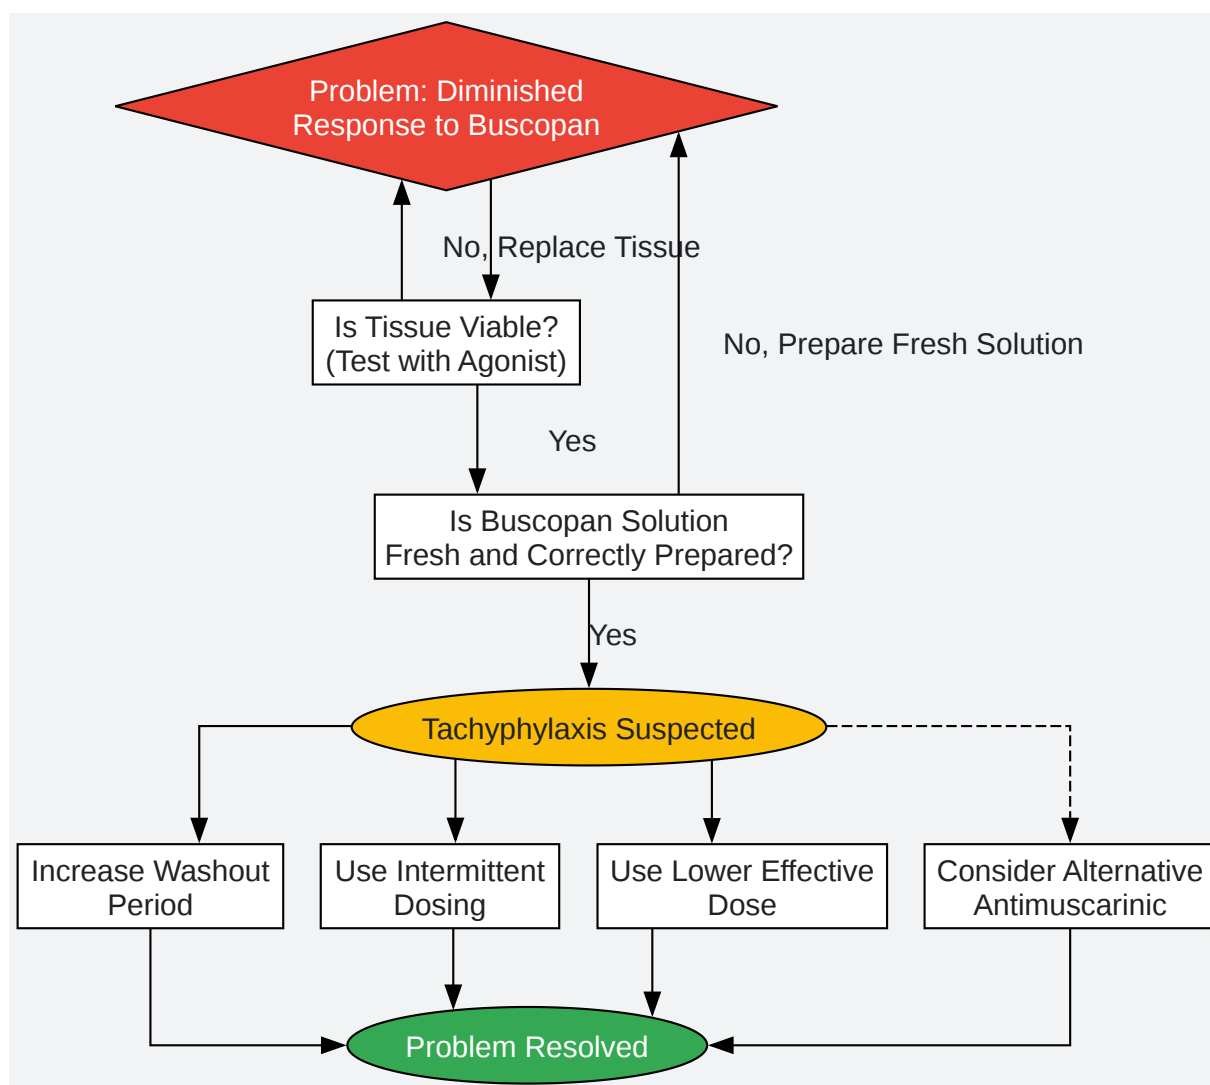 Problem: Diminished
Response to Buscopan
No, Replace Tissue
Is Tissue Viable?
(Test with Agonist)
No, Prepare Fresh Solution
Yes
Is Buscopan Solution
Fresh and Correctly Prepared?
Yes
Tachyphylaxis Suspected
Increase Washout
Period
Use Intermittent
Dosing
Use Lower Effective
Dose
Consider Alternative
Antimuscarinic
Problem Resolved